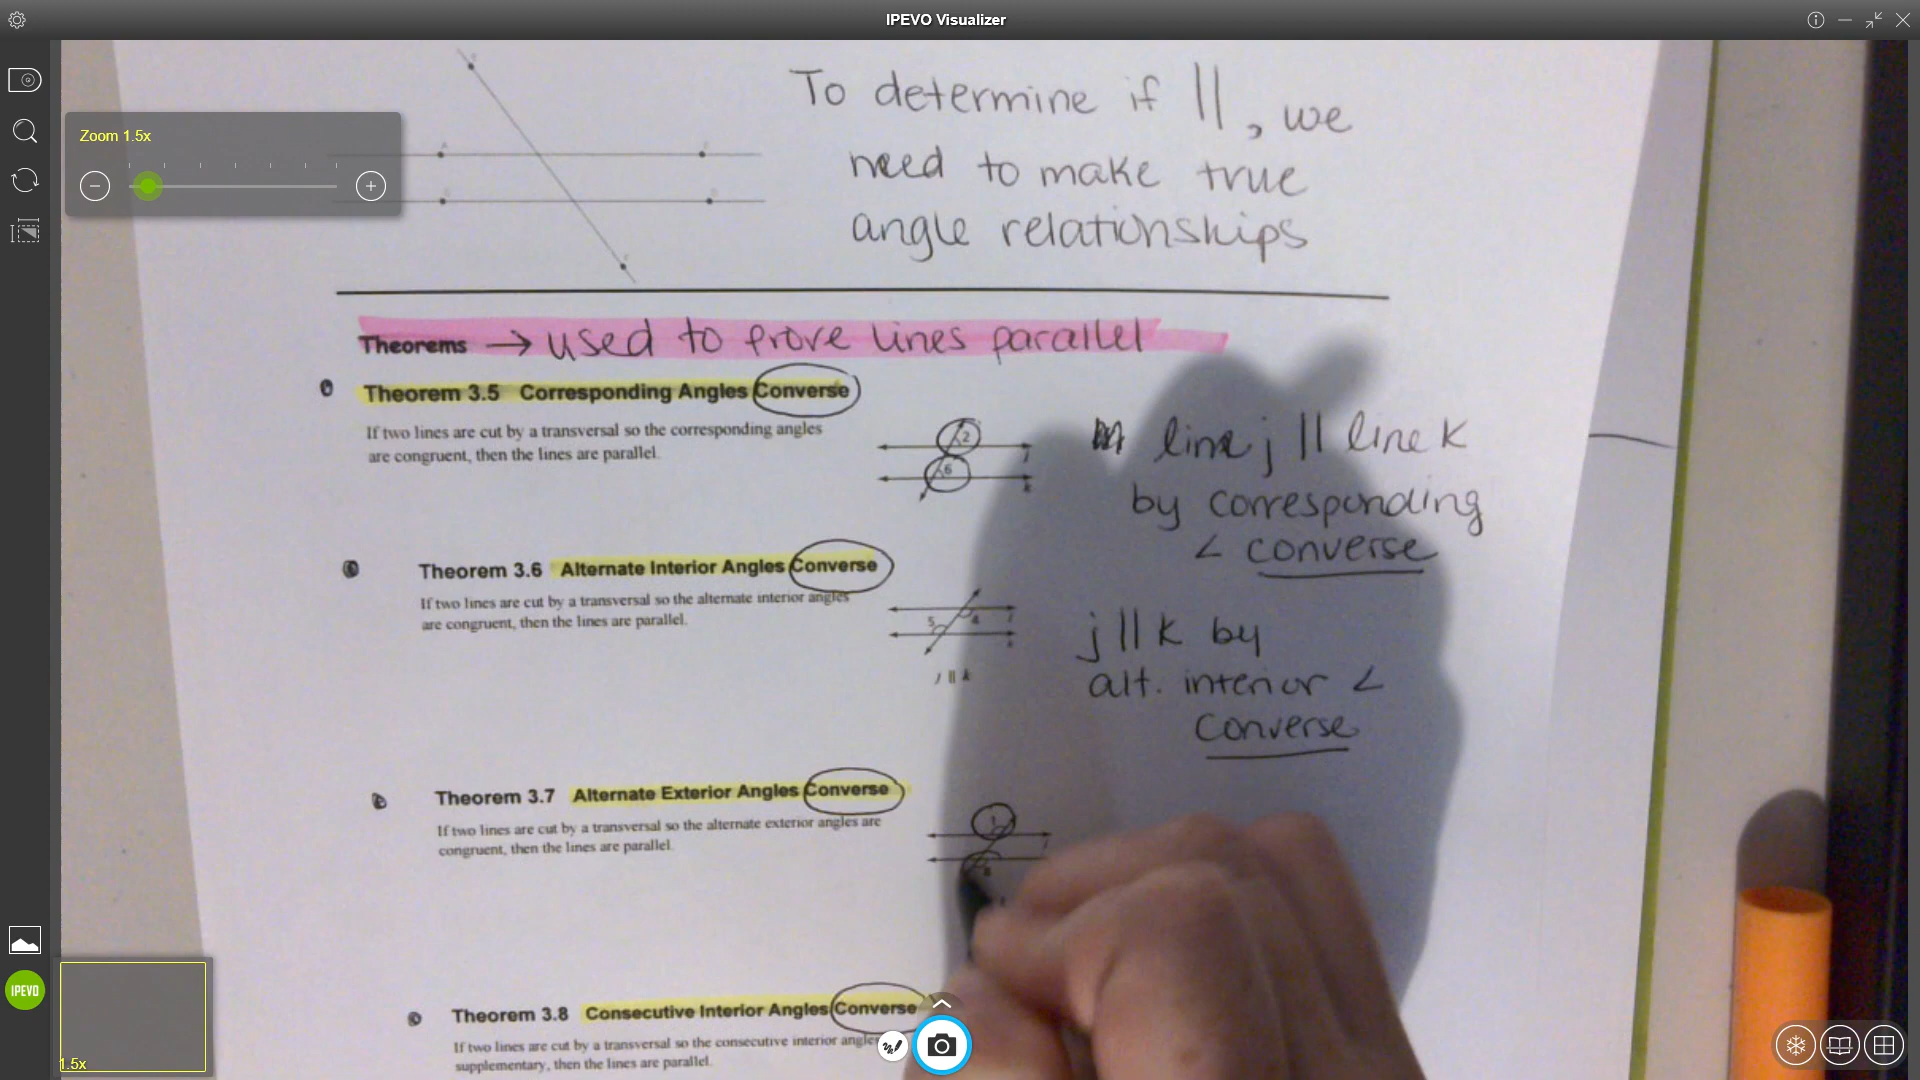 IPEVO Visualizer
To determine if ||, we
need to make true
angle relationships
Zoom 1.5x
Theorems → used to prove lines parallel
Theorem 3.5 Corresponding Angles Converse
If two lines are cut by a transversal so the corresponding angles
are congruent, then the lines are parallel.
2
6
j
k
line j || line k
by corresponding
∠ converse
Theorem 3.6 Alternate Interior Angles Converse
If two lines are cut by a transversal so the alternate interior angles
are congruent, then the lines are parallel.
5 4
j || k
j || k by
alt. interior ∠
Converse
Theorem 3.7 Alternate Exterior Angles Converse
If two lines are cut by a transversal so the alternate exterior angles are
congruent, then the lines are parallel.
1
8
Theorem 3.8 Consecutive Interior Angles Converse
If two lines are cut by a transversal so the consecutive interior angles
supplementary, then the lines are parallel.
IPEVO
1.5x